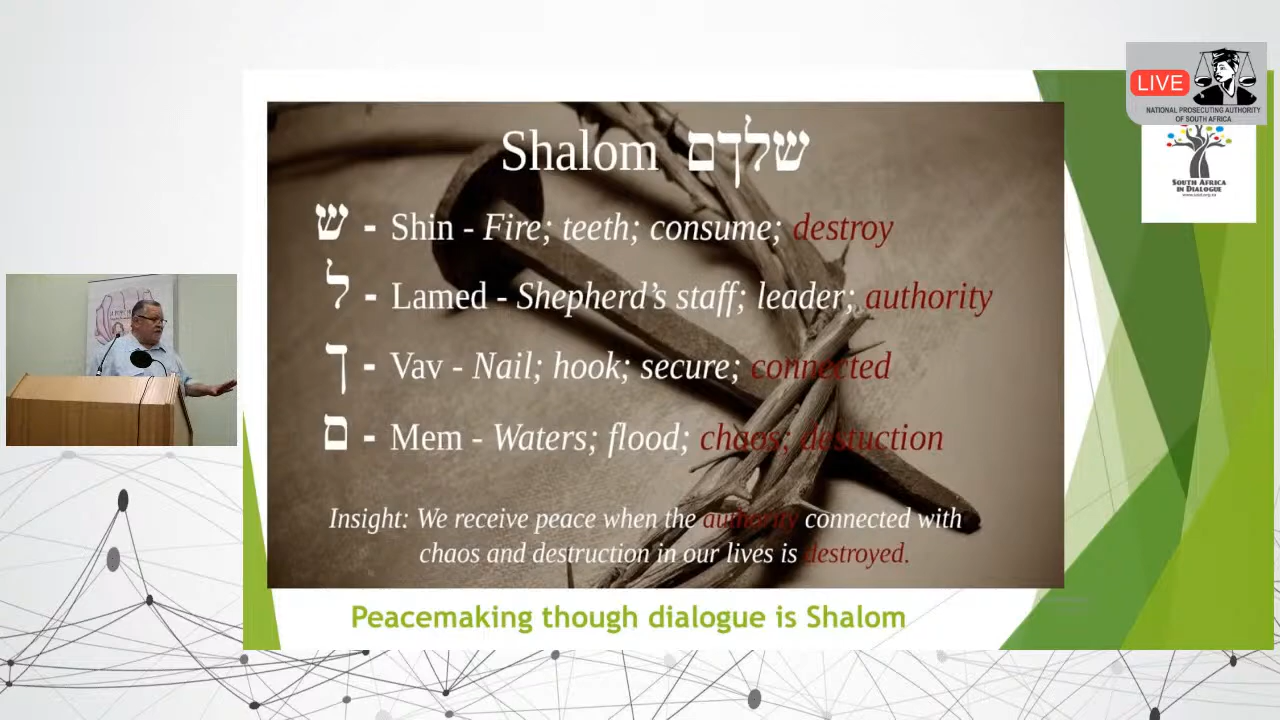 LIVE
NATIONAL PROSECUTING AUTHORITY
OF SOUTH AFRICA
SOUTH AFRICA
IN DIALOGUE
Shalom שלךם
ש - Shin - Fire; teeth; consume; destroy
ל - Lamed - Shepherd’s staff; leader; authority
ך - Vav - Nail; hook; secure; connected
ם - Mem - Waters; flood; chaos; destuction
Insight: We receive peace when the authority connected with
chaos and destruction in our lives is destroyed.
Peacemaking though dialogue is Shalom